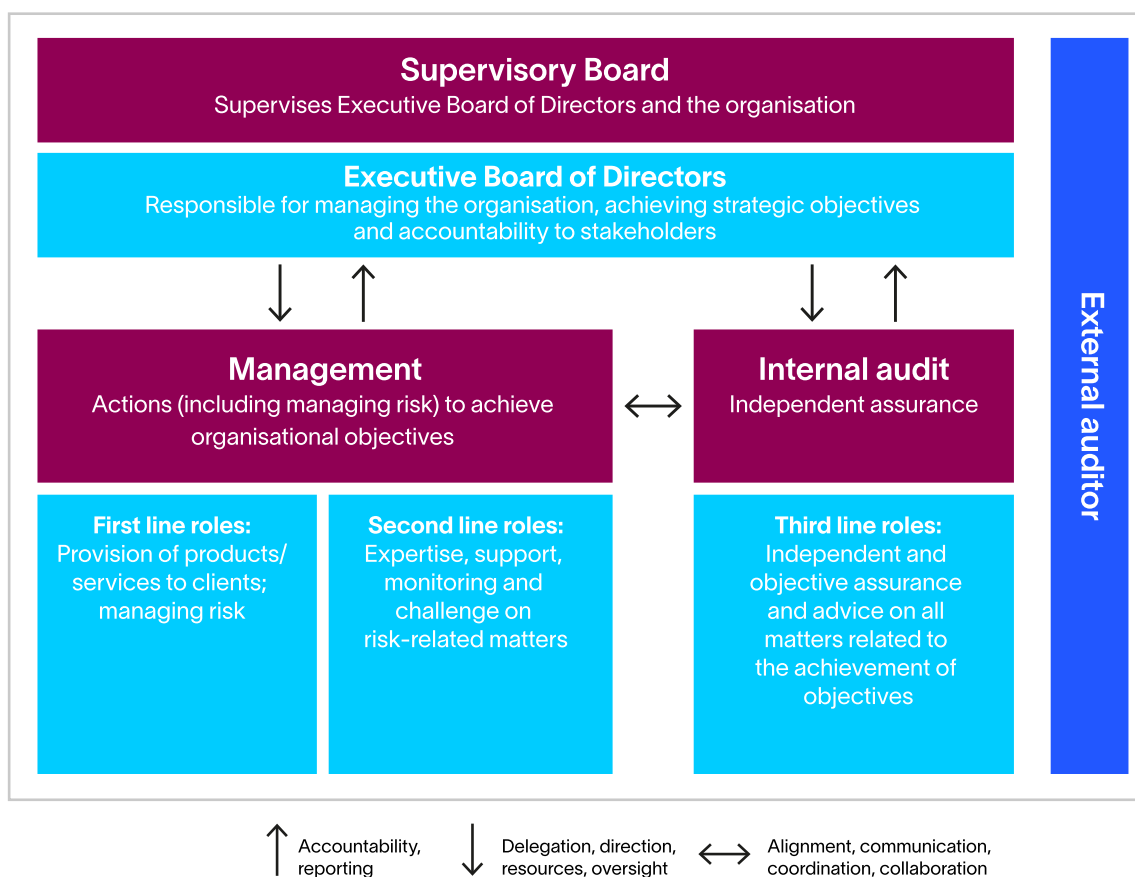 Supervisory Board
Supervises Executive Board of Directors and the organisation
Executive Board of Directors
Responsible for managing the organisation, achieving strategic objectives
and accountability to stakeholders
Management
Actions (including managing risk) to achieve
organisational objectives
Internal audit
Independent assurance
First line roles:
Provision of products/
services to clients;
managing risk
Second line roles:
Expertise, support,
monitoring and
challenge on
risk-related matters
Third line roles:
Independent and
objective assurance
and advice on all
matters related to
the achievement of
objectives
External auditor
Accountability,
reporting
Delegation, direction,
resources, oversight
Alignment, communication,
coordination, collaboration